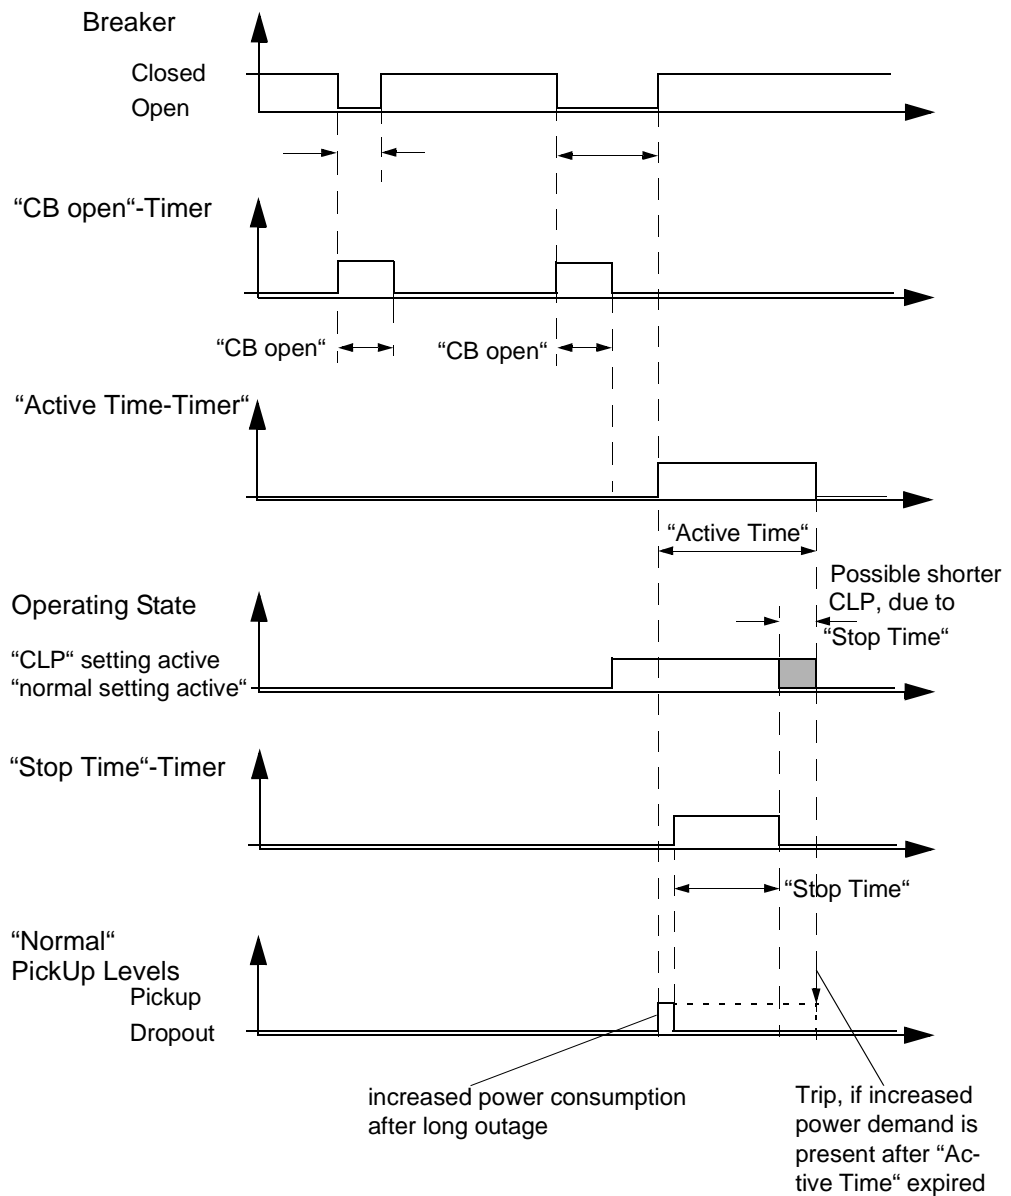 Breaker
Closed
Open
“CB open“-Timer
“CB open“
“CB open“
“Active Time-Timer“
“Active Time“
Possible shorter
CLP, due to
“Stop Time“
Operating State
“CLP“ setting active
“normal setting active“
“Stop Time“-Timer
“Stop Time“
“Normal“
PickUp Levels
Pickup
Dropout
increased power consumption
after long outage
Trip, if increased
power demand is
present after “Ac-
tive Time“ expired